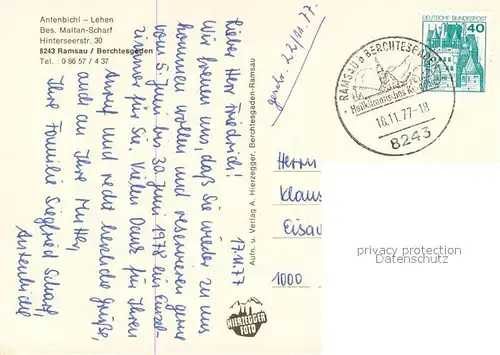 Antenbichl – Lehen
Bes. Maltan-Scharf
Hinterseerstr. 30
8243 Ramsau / Berchtesgaden
Tel.: 0 86 57 / 4 37
17.11.77
Lieber Herr Friedrich!
Wir freuen uns, daß Sie wieder zu uns
kommen wollen und reservieren gerne
vom 5. Juni bis 30. Juni 1978 ein Einzel-
zimmer für Sie. Vielen Dank für Ihren
Anruf und recht herzliche Grüße,
auch an Ihre Mutter,
Ihre Familie Siegfried Scharf,
Antenbichl
Aufn. u. Verlag A. Hierzegger, Berchtesgaden-Ramsau
HIERZEGGER
FOTO
22/11.77
RAMSAU b BERCHTESGADEN
Heilklimatischer
18.11.77-18
8243
DEUTSCHE BUNDESPOST
40
Herrn
Klaus
1000
privacy protection
Datenschutz